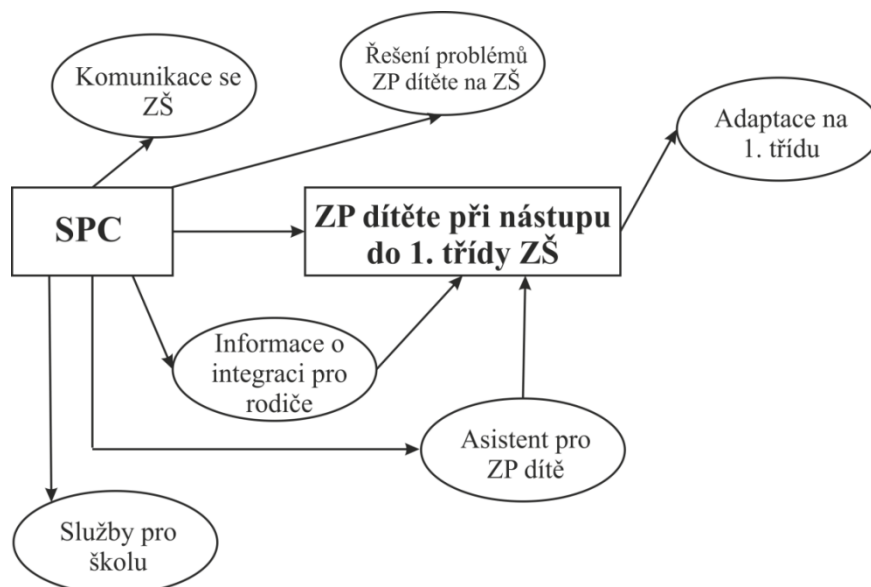 Komunikace se
ZŠ
Řešení problémů
ZP dítěte na ZŠ
Adaptace na
1. třídu
SPC
ZP dítěte při nástupu
do 1. třídy ZŠ
Informace o
integraci pro
rodiče
Asistent pro
ZP dítě
Služby pro
školu